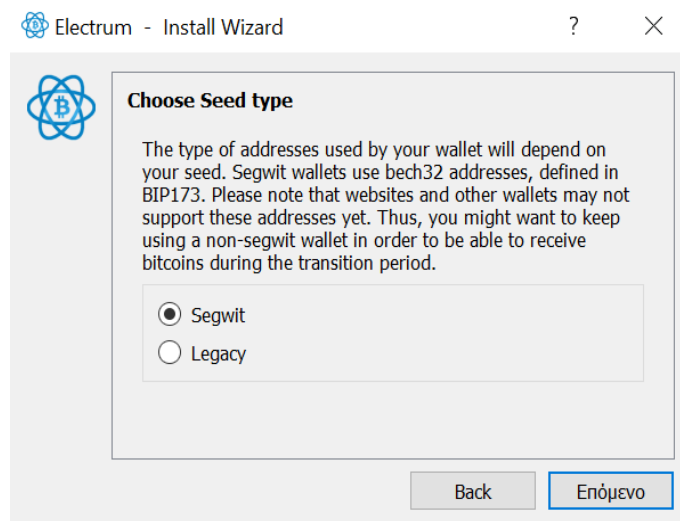 Electrum - Install Wizard
?
Choose Seed type
The type of addresses used by your wallet will depend on
your seed. Segwit wallets use bech32 addresses, defined in
BIP173. Please note that websites and other wallets may not
support these addresses yet. Thus, you might want to keep
using a non-segwit wallet in order to be able to receive
bitcoins during the transition period.
Segwit
Legacy
Back
Επόμενο